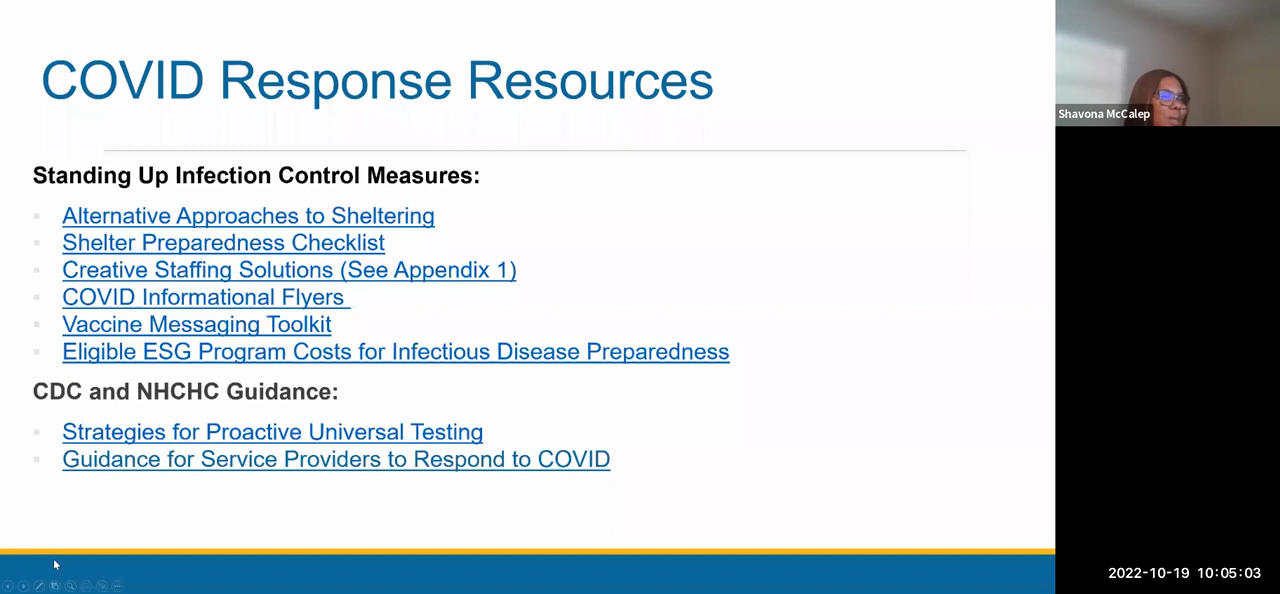 COVID Response Resources
Standing Up Infection Control Measures:
Alternative Approaches to Sheltering
Shelter Preparedness Checklist
Creative Staffing Solutions (See Appendix 1)
COVID Informational Flyers
Vaccine Messaging Toolkit
Eligible ESG Program Costs for Infectious Disease Preparedness
CDC and NHCHC Guidance:
Strategies for Proactive Universal Testing
Guidance for Service Providers to Respond to COVID
Shavona McCalep
2022-10-19 10:05:03